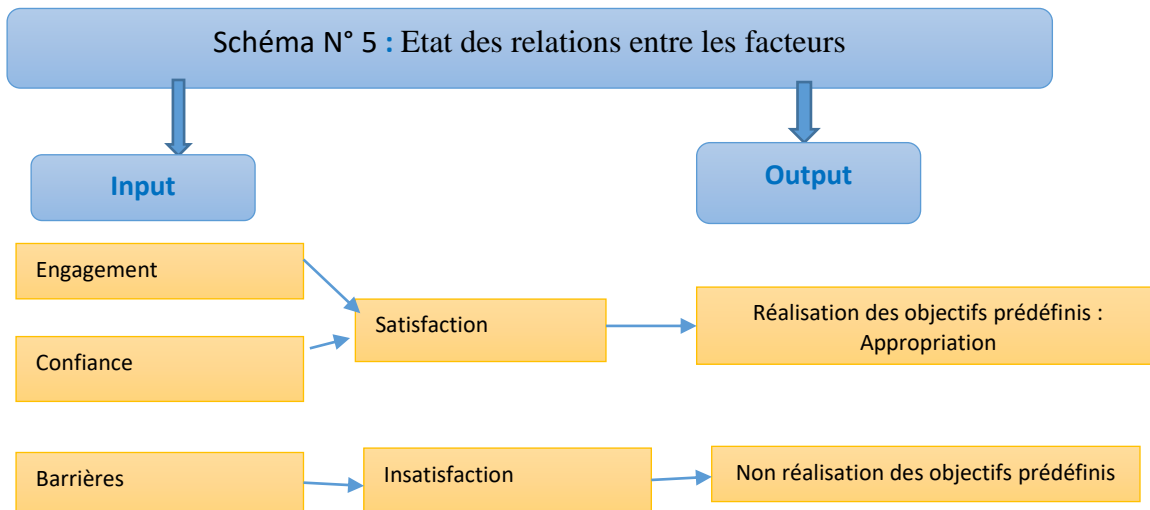 Schéma N° 5 : Etat des relations entre les facteurs
Input
Output
Engagement
Satisfaction
Réalisation des objectifs prédéfinis :
Appropriation
Confiance
Barrières
Insatisfaction
Non réalisation des objectifs prédéfinis